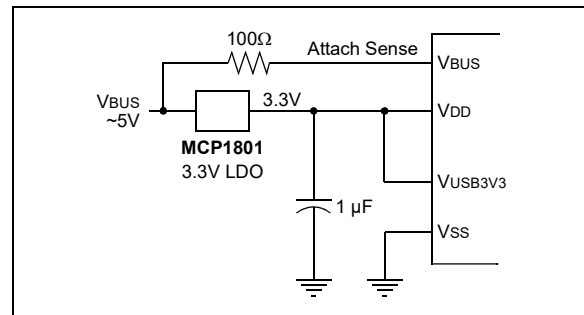 100Ω
Attach Sense
VBUS
VBUS
~5V
3.3V
VDD
MCP1801
3.3V LDO
VUSB3V3
1 µF
VSS